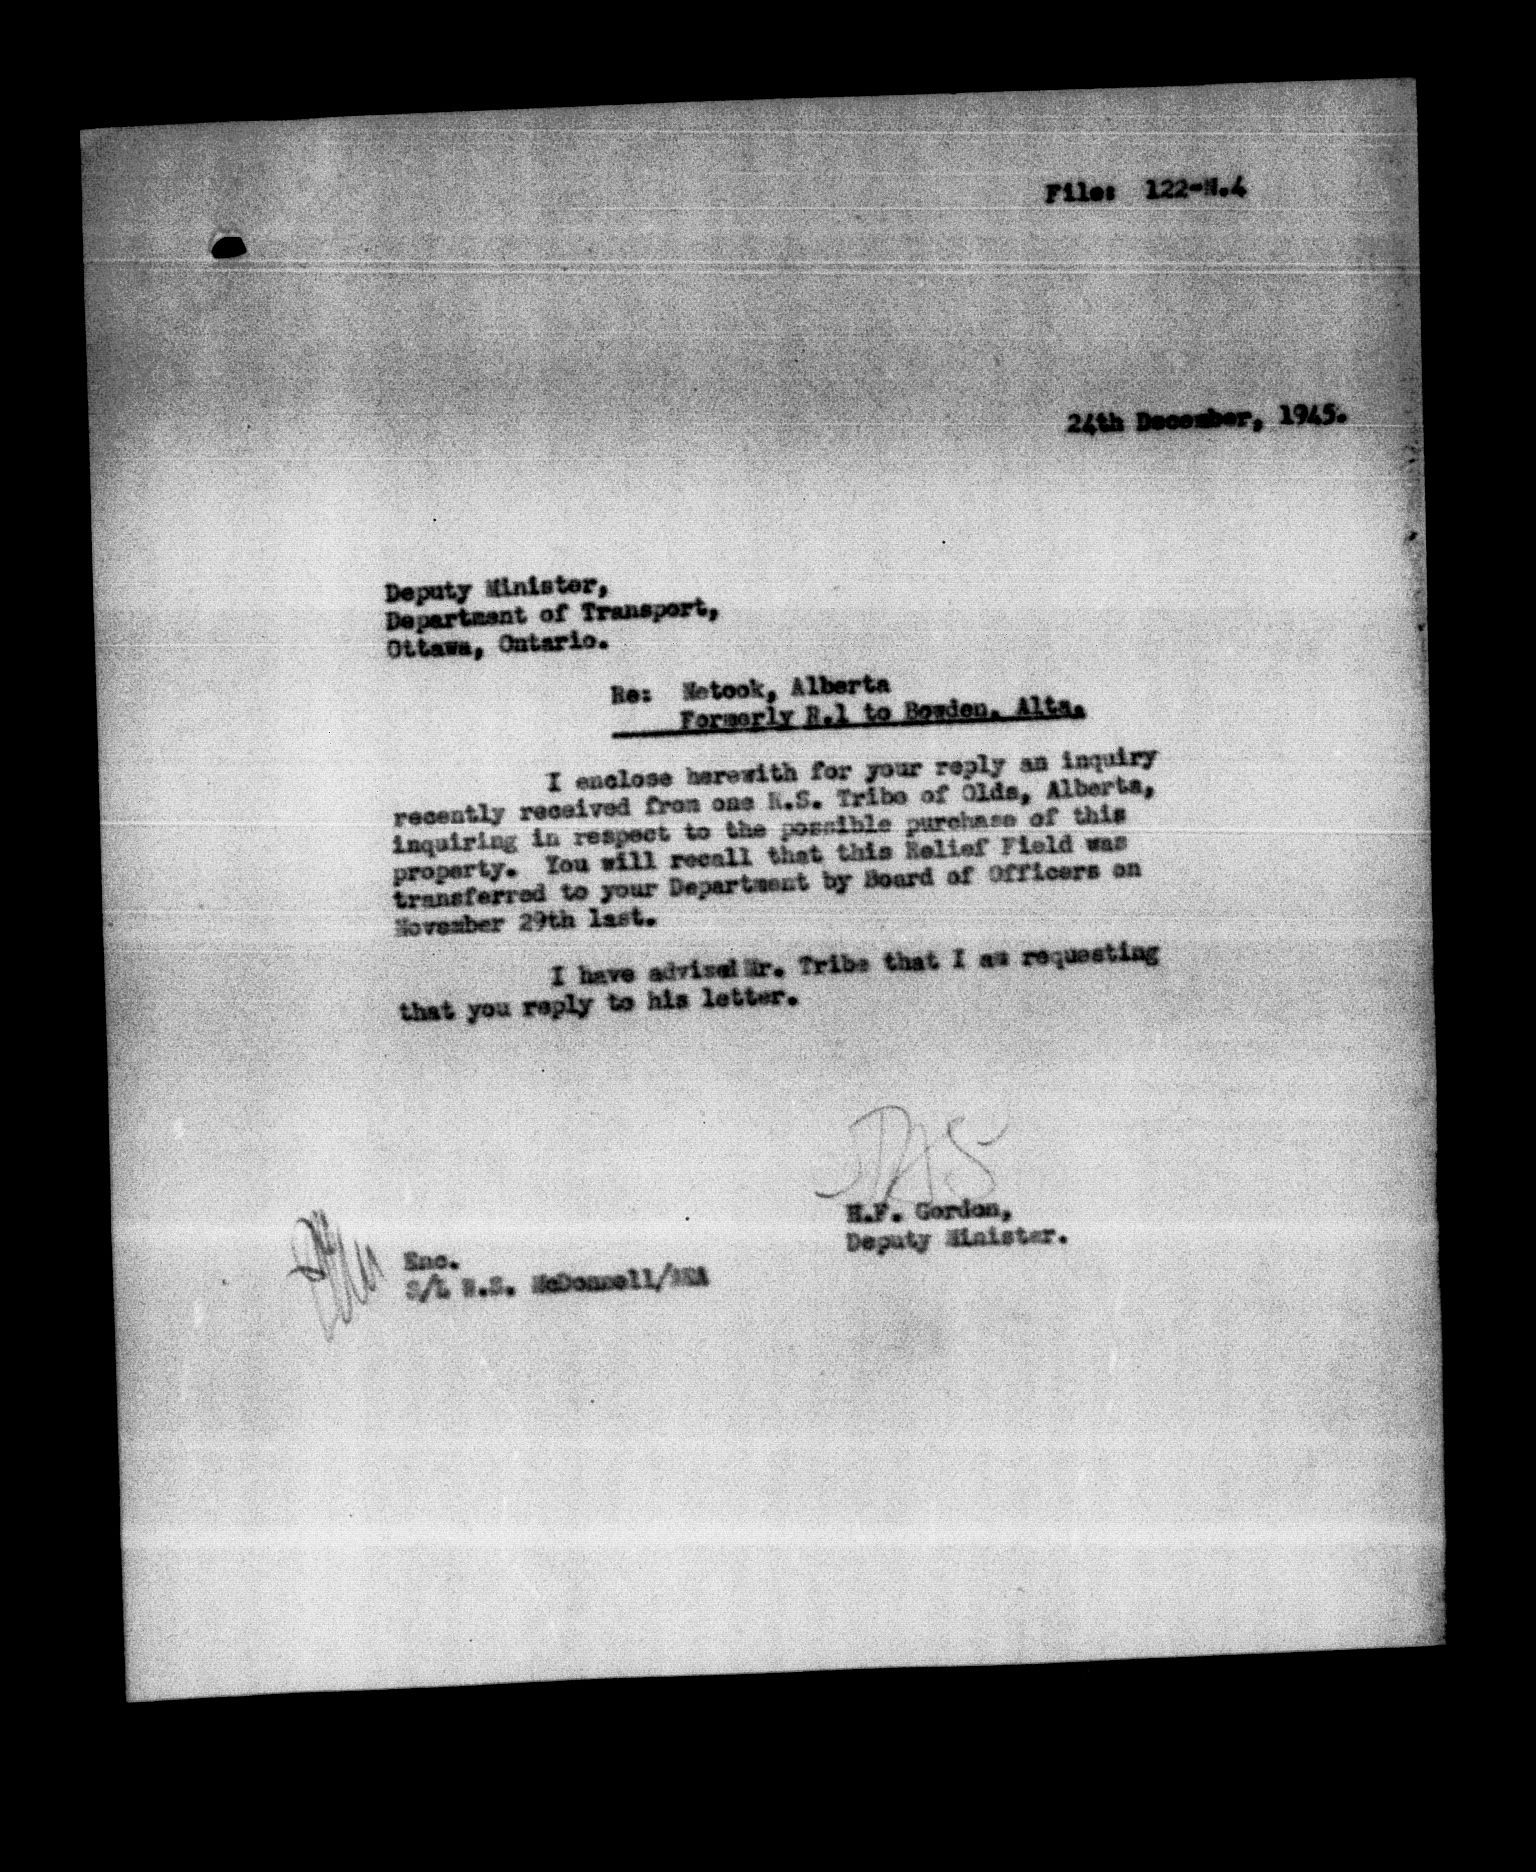 File: 122-N.4
24th December, 1945.
Deputy Minister,
Department of Transport,
Ottawa, Ontario.
Re: Netook, Alberta
Formerly R.1 to Bowden, Alta.
I enclose herewith for your reply an inquiry
recently received from one Tribe of Olds, Alberta,
inquiring in respect to the possible purchase of this
property. You will recall that this Relief Field was
transferred to your Department by Board of Officers on
November 29th last.
I have advised Mr. Tribe that I am requesting
that you reply to his letter.
H.F. Gordon,
Deputy Minister.
Enc.
S/L W.S. McDonnell/